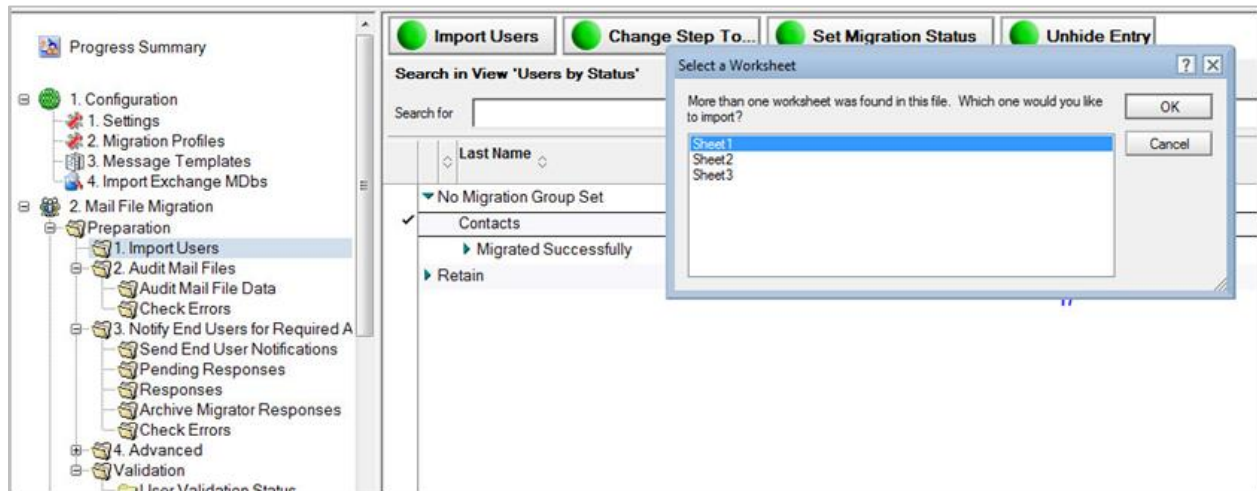 Progress Summary
1. Configuration
1. Settings
2. Migration Profiles
3. Message Templates
4. Import Exchange MDbs
2. Mail File Migration
Preparation
1. Import Users
2. Audit Mail Files
Audit Mail File Data
Check Errors
3. Notify End Users for Required A
Send End User Notifications
Pending Responses
Responses
Archive Migrator Responses
Check Errors
4. Advanced
Validation
User Validation Status
Import Users Change Step To... Set Migration Status Unhide Entry
Search in View 'Users by Status'
Search for
Last Name
No Migration Group Set
Contacts
Migrated Successfully
Retain
Select a Worksheet
More than one worksheet was found in this file. Which one would you like
to import?
Sheet1
Sheet2
Sheet3
OK
Cancel